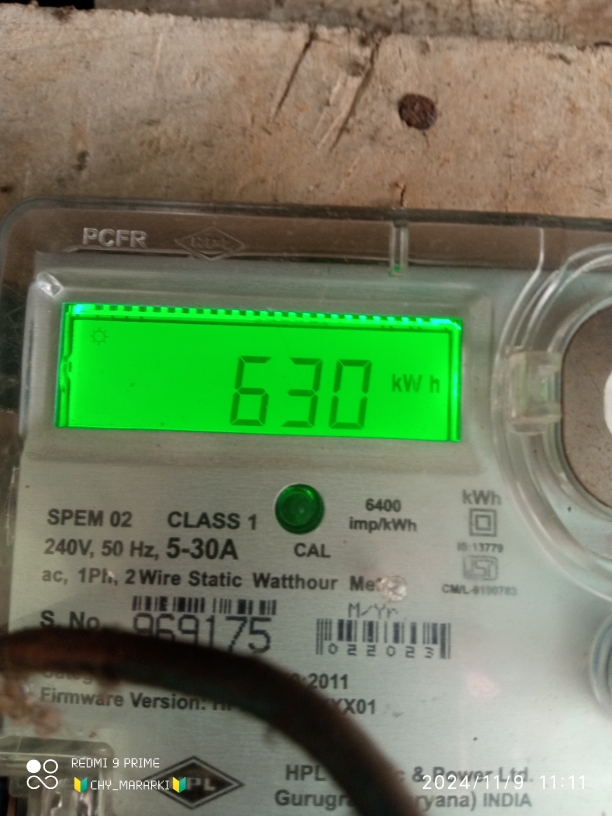 PCFR HPL
630 kWh
SPEM 02 CLASS 1
6400
imp/kWh
kWh
240V, 50 Hz, 5-30A
CAL
IS:13779
ac, 1Ph, 2 Wire Static Watthour
CM/L-9190783
S. No.
969175
M/Yr
022023
:2011
Firmware Version:
XX01
HPL
HPL & Power Ltd.
INDIA
REDMI 9 PRIME
CHY_MARARKI
2024/11/9 11:11